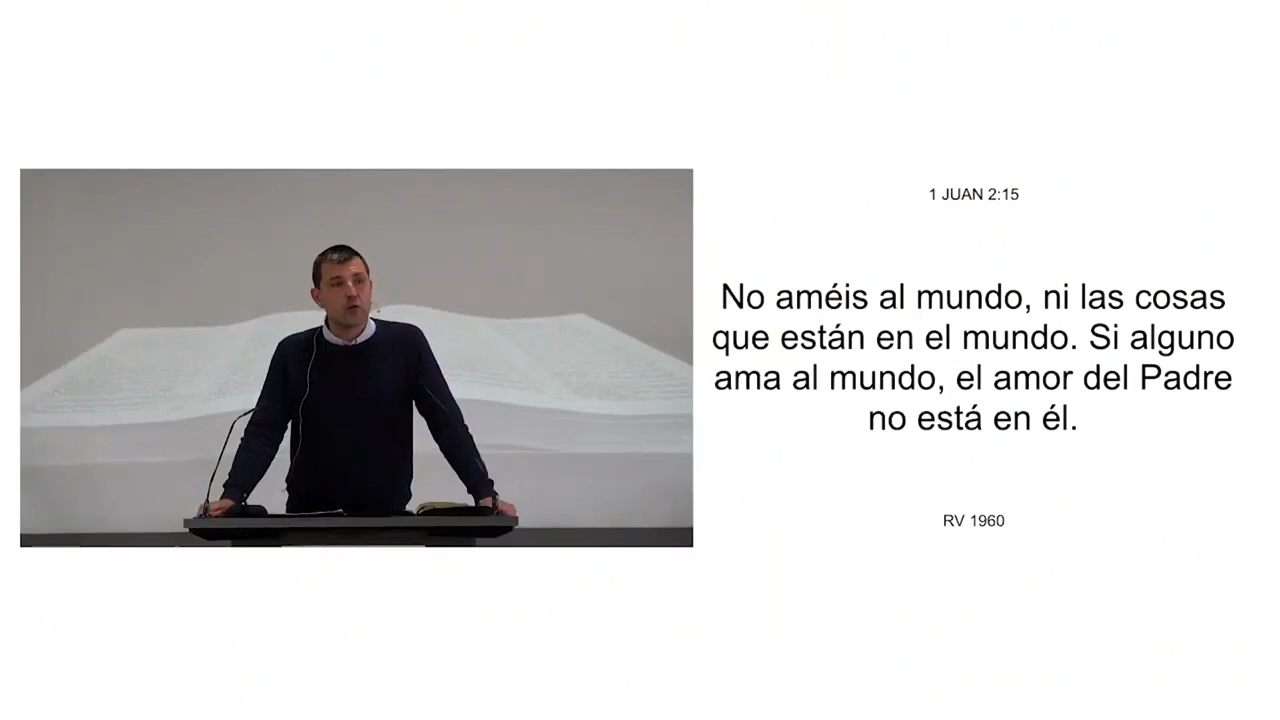 1 JUAN 2:15
No améis al mundo, ni las cosas
que están en el mundo. Si alguno
ama al mundo, el amor del Padre
no está en él.
RV 1960